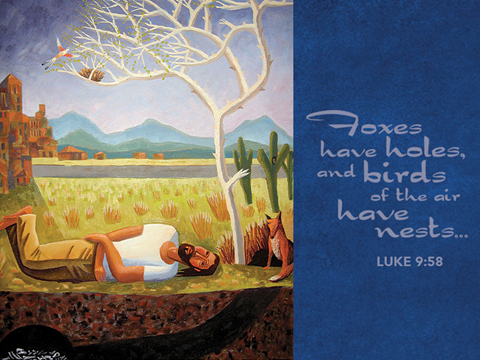 Foxes
have holes,
and birds
of the air
have
nests...
LUKE 9:58